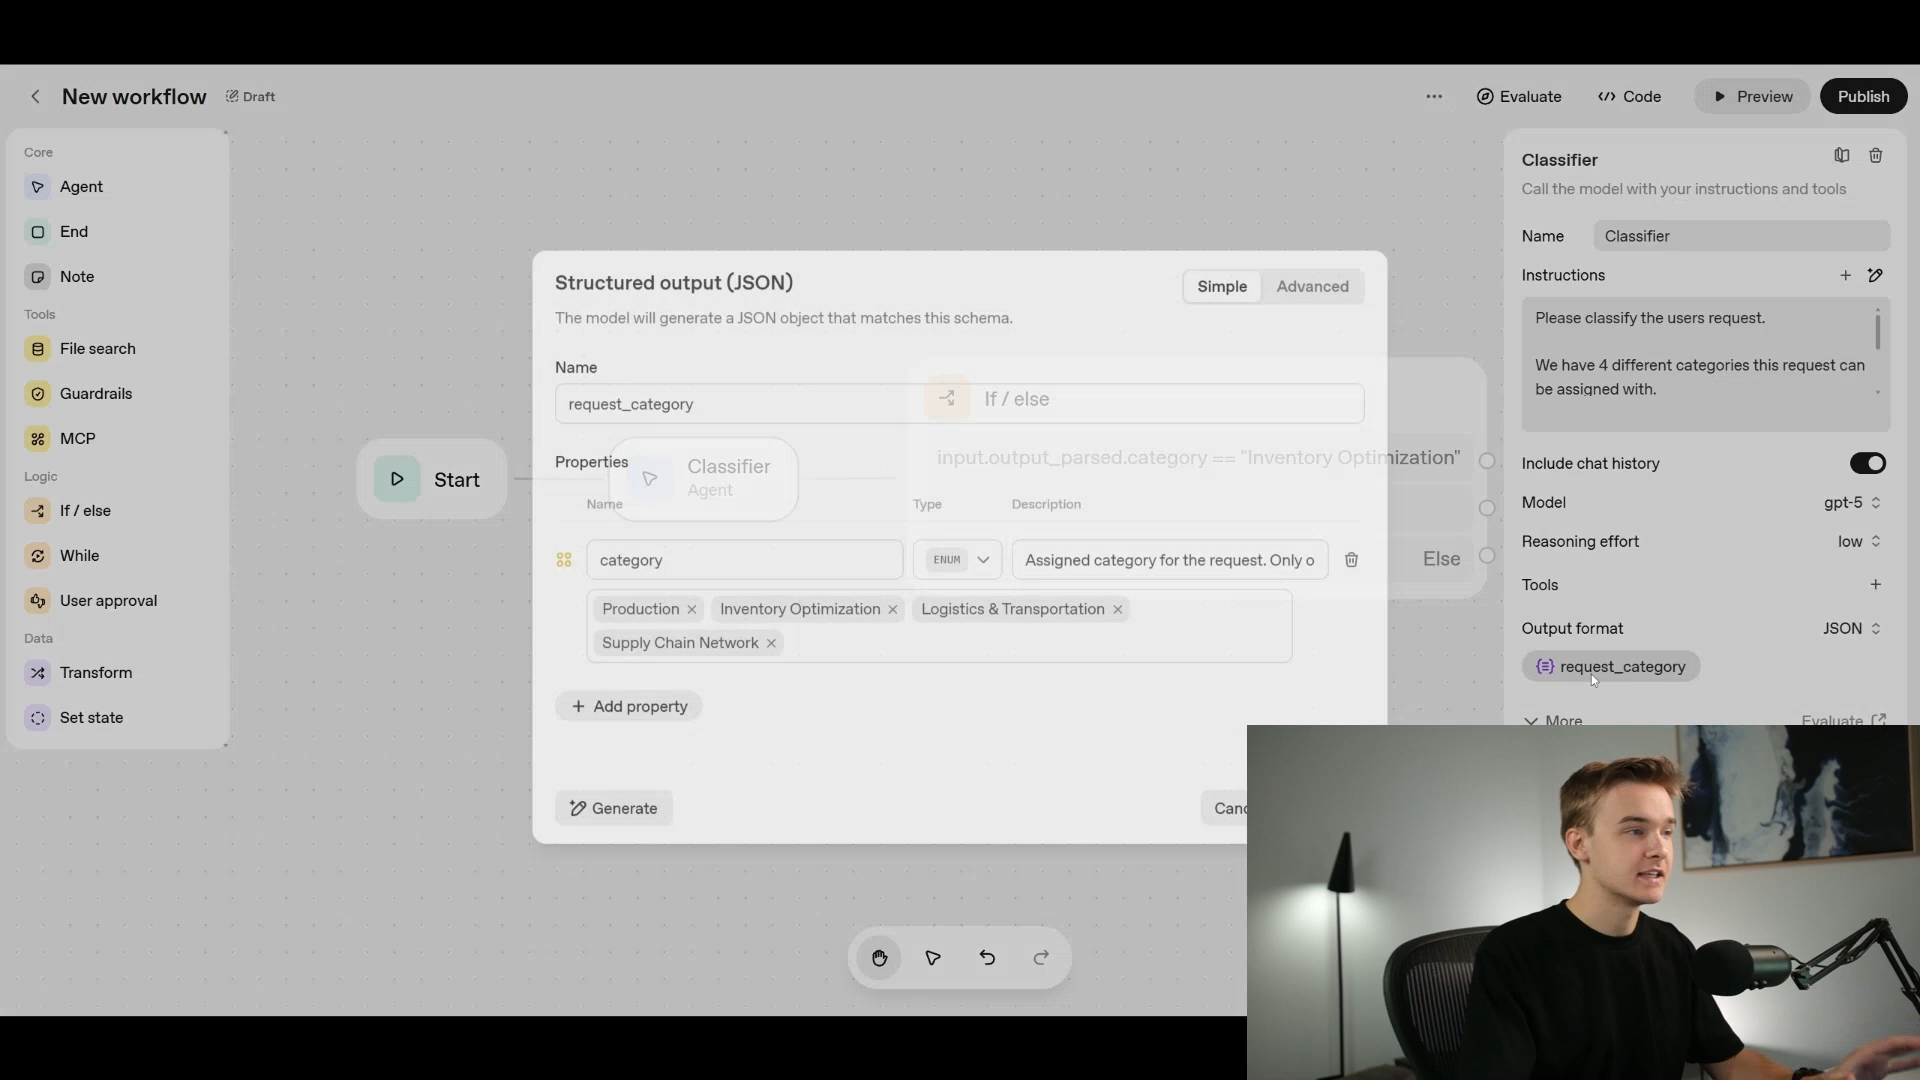 New workflow
Draft
Evaluate
Code
Preview
Publish
Core
Agent
End
Note
Tools
File search
Guardrails
MCP
Logic
If / else
While
User approval
Data
Transform
Set state
Start
Classifier
Agent
If / else
input.output_parsed.category == "Inventory Optimization"
Else
Structured output (JSON)
Simple
Advanced
The model will generate a JSON object that matches this schema.
Name
request_category
Properties
Name
Type
Description
category
ENUM
Assigned category for the request. Only o
Production
Inventory Optimization
Logistics & Transportation
Supply Chain Network
Add property
Generate
Canc
Classifier
Call the model with your instructions and tools
Name
Classifier
Instructions
Please classify the users request.
We have 4 different categories this request can
be assigned with.
Include chat history
Model
gpt-5
Reasoning effort
low
Tools
Output format
JSON
request_category
More
Evaluate